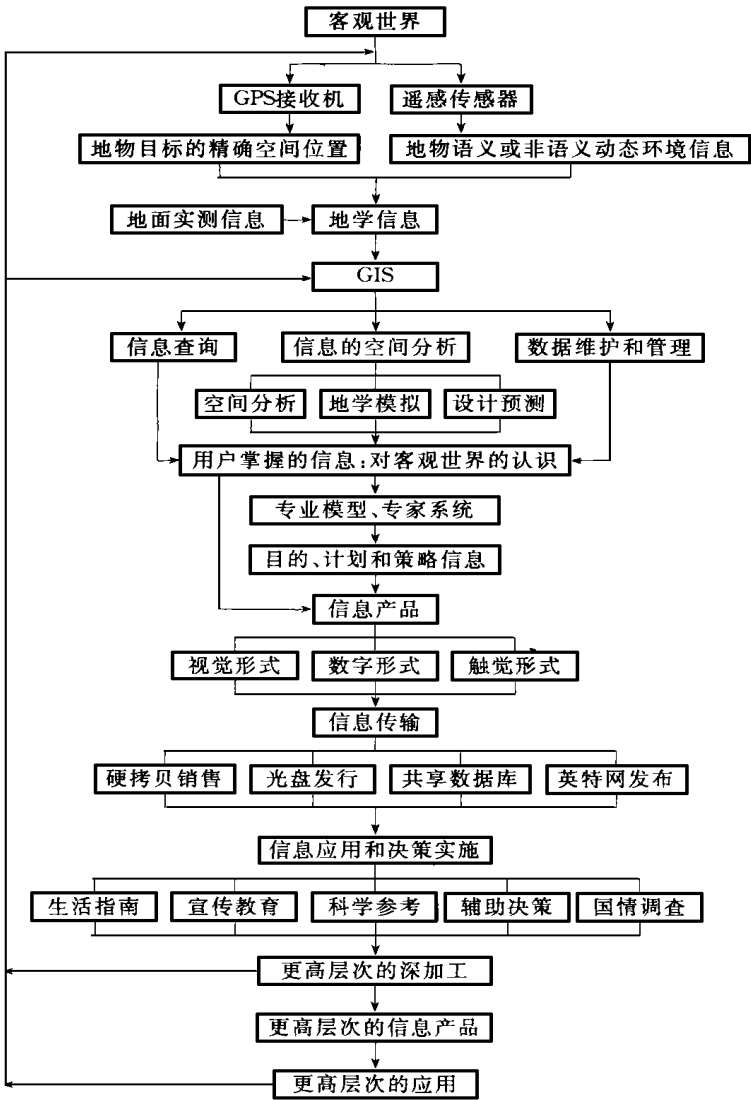 客观世界
GPS接收机
遥感传感器
地物目标的精确空间位置
地物语义或非语义动态环境信息
地面实测信息
地学信息
GIS
信息查询
信息的空间分析
数据维护和管理
空间分析
地学模拟
设计预测
用户掌握的信息:对客观世界的认识
专业模型、专家系统
目的、计划和策略信息
信息产品
视觉形式
数字形式
触觉形式
信息传输
硬拷贝销售
光盘发行
共享数据库
英特网发布
信息应用和决策实施
生活指南
宣传教育
科学参考
辅助决策
国情调查
更高层次的深加工
更高层次的信息产品
更高层次的应用